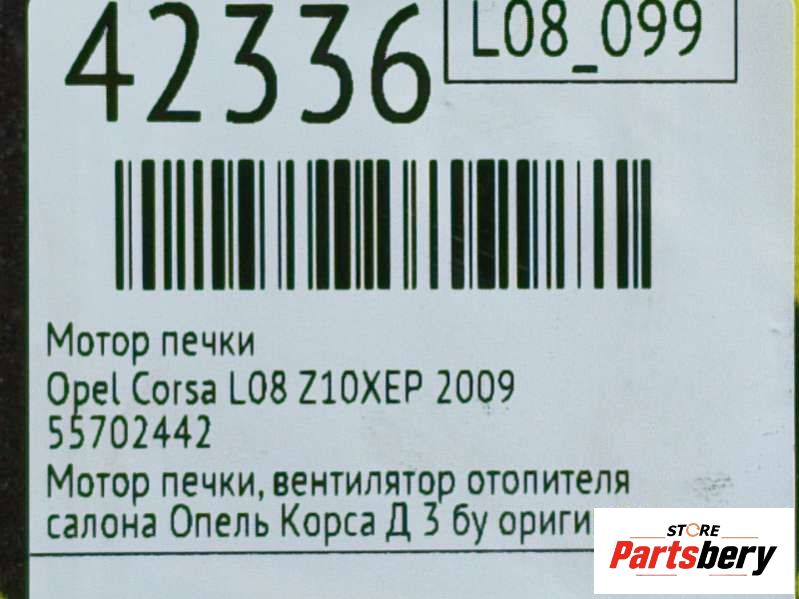 42336
L08_099
Мотор печки
Opel Corsa L08 Z10XEP 2009
55702442
Мотор печки, вентилятор отопителя
салона Опель Корса Д 3 бу
STORE
Partsbery